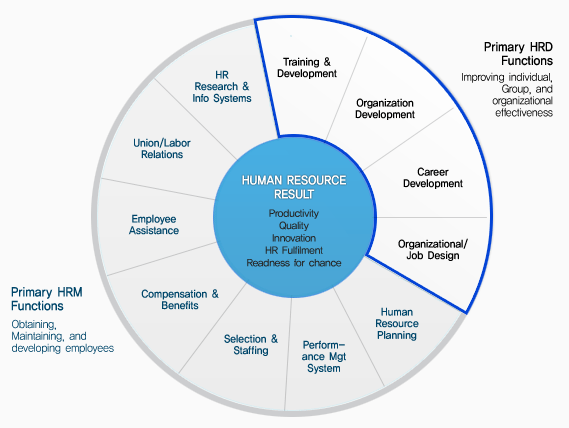 Primary HRD
Functions
Improving individual,
Group, and
organizational
effectiveness
Training &
Development
Organization
Development
Career
Development
Organizational/
Job Design
Human
Resource
Planning
Perform-
ance Mgt
System
Selection &
Staffing
Compensation &
Benefits
Employee
Assistance
Union/Labor
Relations
HR
Research &
Info Systems
HUMAN RESOURCE
RESULT
Productivity
Quality
Innovation
HR Fulfilment
Readiness for chance
Primary HRM
Functions
Obtaining,
Maintaining, and
developing employees